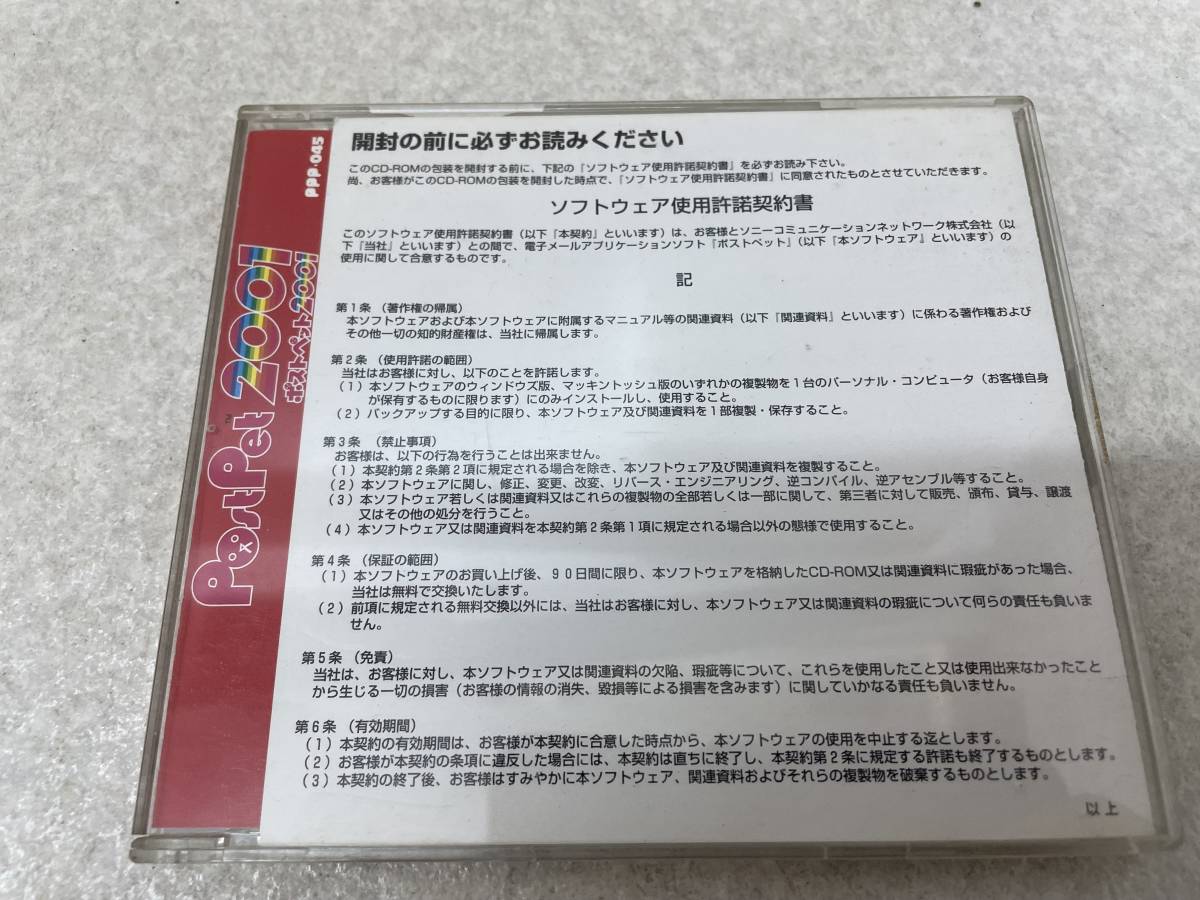 PPP-045
PostPet 2001
ポストペット2001
開封の前に必ずお読みください
このCD-ROMの包装を開封する前に、下記の『ソフトウェア使用許諾契約書』を必ずお読み下さい。
尚、お客様がこのCD-ROMの包装を開封した時点で、『ソフトウェア使用許諾契約書』に同意されたものとさせていただきます。
ソフトウェア使用許諾契約書
このソフトウェア使用許諾契約書（以下『本契約』といいます）は、お客様とソニーコミュニケーションネットワーク株式会社（以
下『当社』といいます）との間で、電子メールアプリケーションソフト『ポストペット』（以下『本ソフトウェア』といいます）の
使用に関して合意するものです。
記
第１条（著作権の帰属）
本ソフトウェアおよび本ソフトウェアに附属するマニュアル等の関連資料（以下『関連資料』といいます）に係わる著作権および
その他一切の知的財産権は、当社に帰属します。
第２条（使用許諾の範囲）
当社はお客様に対し、以下のことを許諾します。
（１）本ソフトウェアのウィンドウズ版、マッキントッシュ版のいずれかの複製物を１台のパーソナル・コンピュータ（お客様自身
が保有するものに限ります）にのみインストールし、使用すること。
（２）バックアップする目的に限り、本ソフトウェア及び関連資料を１部複製・保存すること。
第３条（禁止事項）
お客様は、以下の行為を行うことは出来ません。
（１）本契約第２条第２項に規定される場合を除き、本ソフトウェア及び関連資料を複製すること。
（２）本ソフトウェアに関し、修正、変更、改変、リバース・エンジニアリング、逆コンパイル、逆アセンブル等すること。
（３）本ソフトウェア若しくは関連資料又はこれらの複製物の全部若しくは一部に関して、第三者に対して販売、頒布、貸与、譲渡
又はその他の処分を行うこと。
（４）本ソフトウェア又は関連資料を本契約第２条第１項に規定される場合以外の態様で使用すること。
第４条（保証の範囲）
（１）本ソフトウェアのお買い上げ後、９０日間に限り、本ソフトウェアを格納したCD-ROM又は関連資料に瑕疵があった場合、
当社は無料で交換いたします。
（２）前項に規定される無料交換以外には、当社はお客様に対し、本ソフトウェア又は関連資料の瑕疵について何らの責任も負いま
せん。
第５条（免責）
当社は、お客様に対し、本ソフトウェア又は関連資料の欠陥、瑕疵等について、これらを使用したこと又は使用出来なかったこと
から生じる一切の損害（お客様の情報の消失、毀損等による損害を含みます）に関していかなる責任も負いません。
第６条（有効期間）
（１）本契約の有効期間は、お客様が本契約に合意した時点から、本ソフトウェアの使用を中止する迄とします。
（２）お客様が本契約の条項に違反した場合には、本契約は直ちに終了し、本契約第２条に規定する許諾も終了するものとします。
（３）本契約の終了後、お客様はすみやかに本ソフトウェア、関連資料およびそれらの複製物を破棄するものとします。
以上